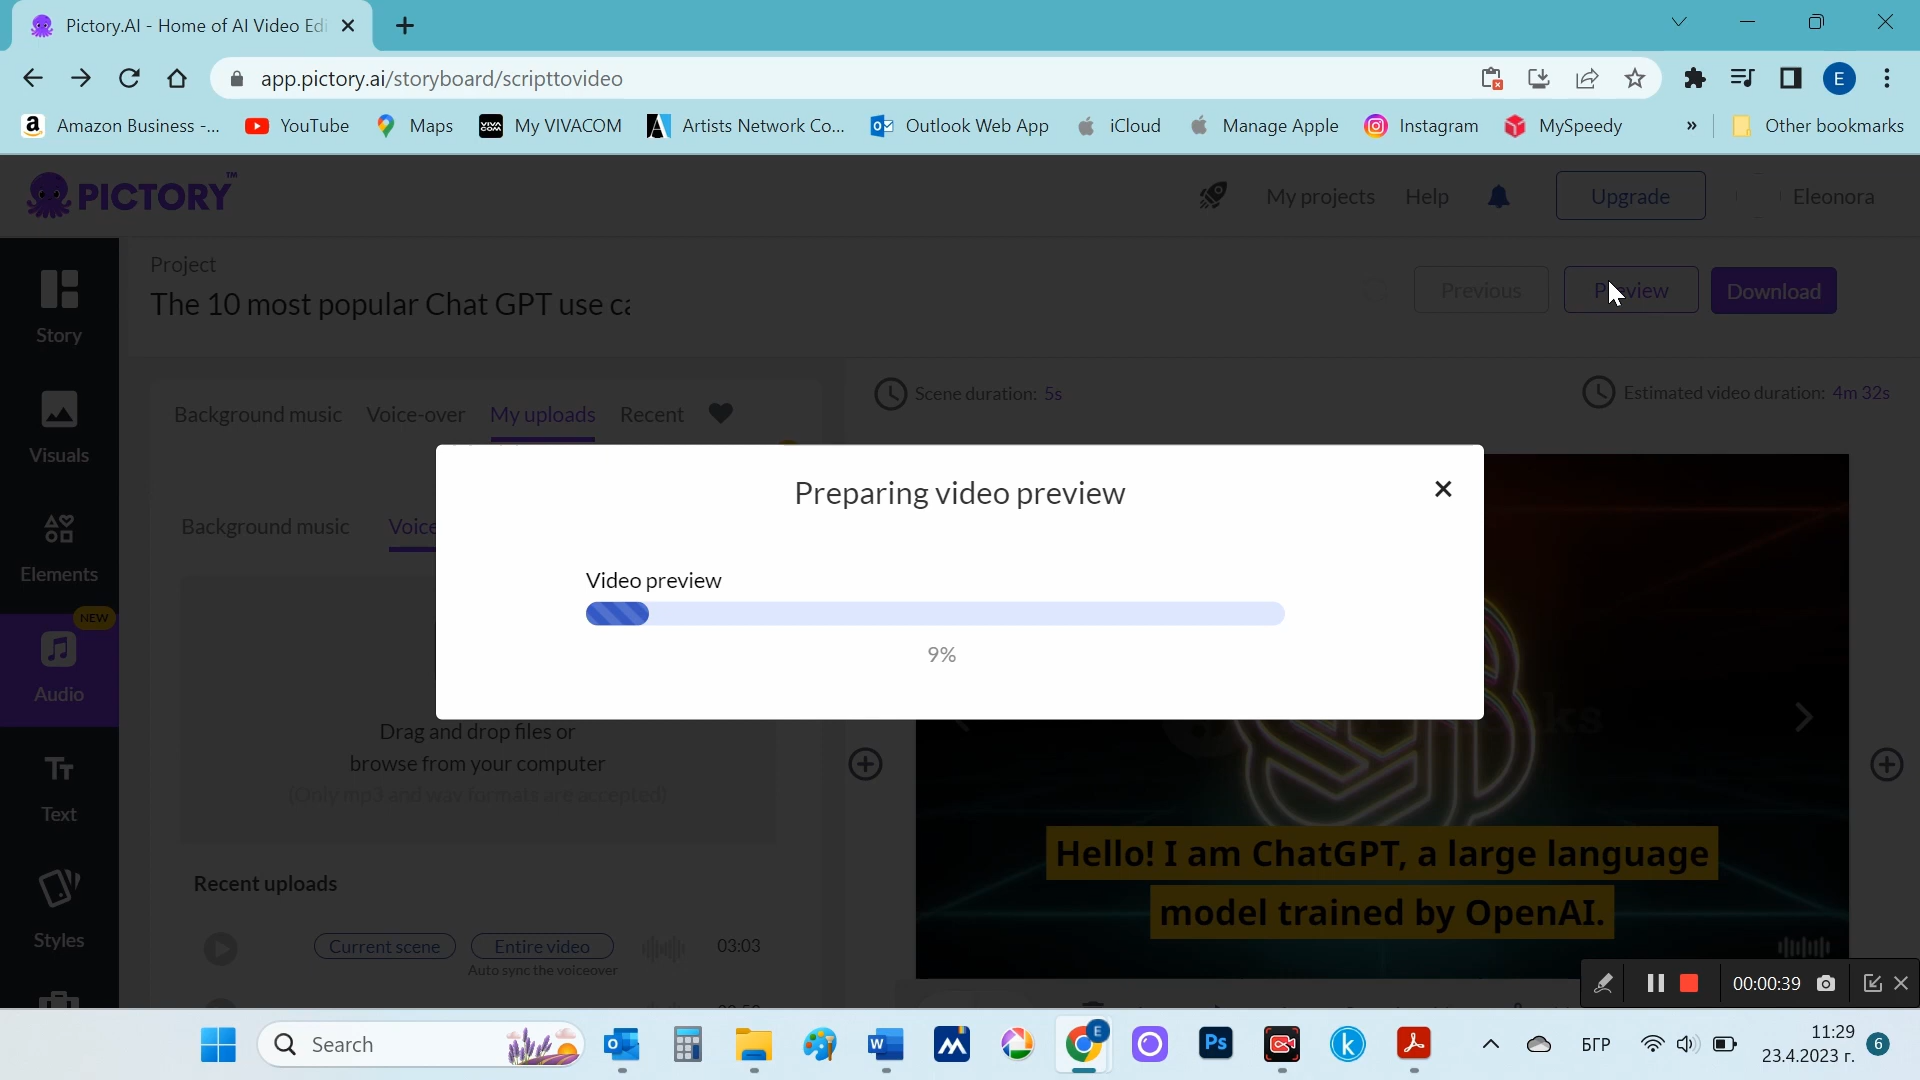 Pictory.AI - Home of AI Video Edi
app.pictory.ai/storyboard/scripttovideo
E
Amazon Business -...
YouTube
Maps
My VIVACOM
Artists Network Co...
Outlook Web App
iCloud
Manage Apple
Instagram
MySpeedy
»
Other bookmarks
PICTORY™
My projects
Help
Upgrade
Eleonora
Project
The 10 most popular Chat GPT use ca
Previous
Preview
Download
Story
Visuals
Elements
NEW
Audio
Text
Styles
Background music
Voice-over
My uploads
Recent
Scene duration: 5s
Estimated video duration: 4m 32s
Background music
Voice
Preparing video preview
Video preview
9%
Drag and drop files or
browse from your computer
(Only mp3 and wav formats are accepted)
Recent uploads
Current scene
Entire video
Auto sync the voiceover
03:03
Hello! I am ChatGPT, a large language
model trained by OpenAI.
00:00:39
Search
БГР
11:29
23.4.2023 г.
6